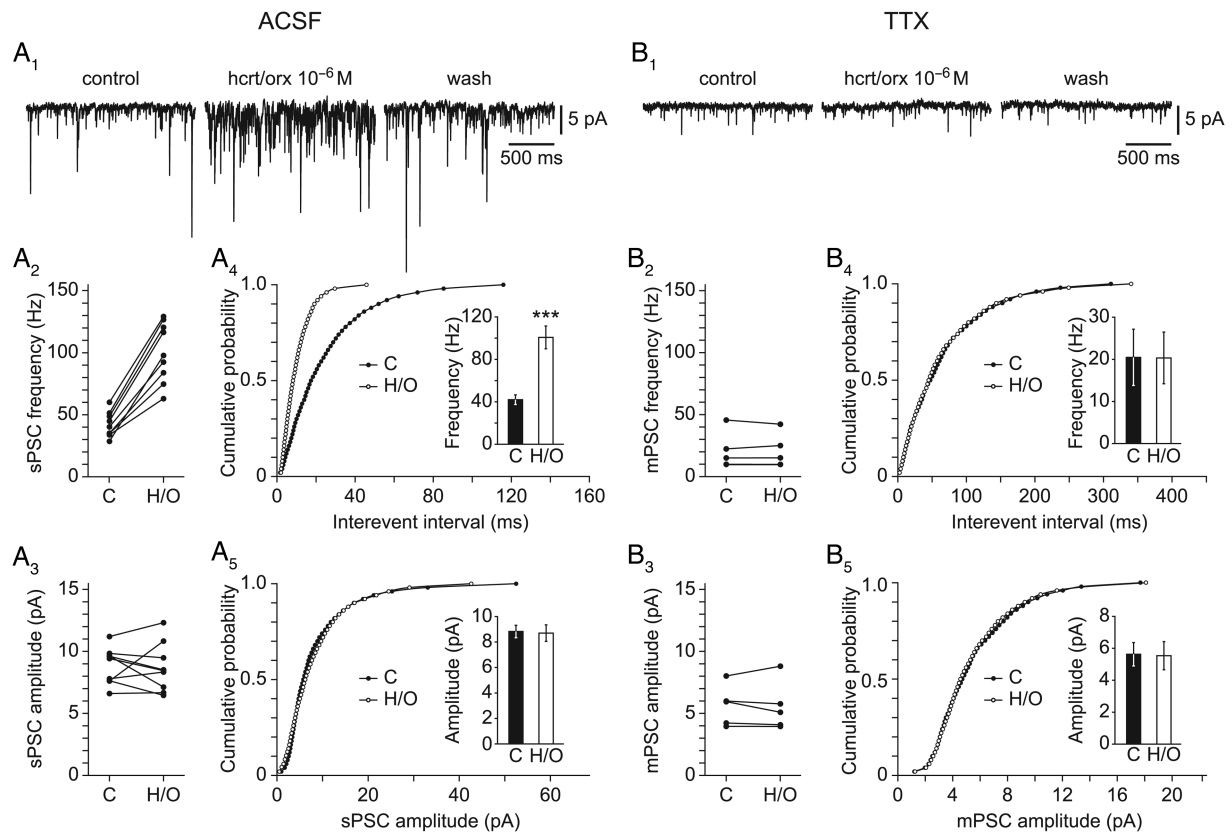 ACSF
TTX
A1
control
hcrt/orx 10⁻⁶ M
wash
5 pA
500 ms
B1
control
hcrt/orx 10⁻⁶ M
wash
5 pA
500 ms
A2
sPSC frequency (Hz)
150
100
50
0
C H/O
A4
Cumulative probability
1.0
0.5
0
C
H/O
Frequency (Hz)
120
80
40
0
***
C H/O
0 40 80 120 160
Interevent interval (ms)
B2
mPSC frequency (Hz)
150
100
50
0
C H/O
B4
Cumulative probability
1.0
0.5
0
C
H/O
Frequency (Hz)
30
20
10
0
C H/O
0 100 200 300 400
Interevent interval (ms)
A3
sPSC amplitude (pA)
15
10
5
0
C H/O
A5
Cumulative probability
1.0
0.5
0
C
H/O
Amplitude (pA)
10
8
6
4
2
0
C H/O
0 20 40 60
sPSC amplitude (pA)
B3
mPSC amplitude (pA)
15
10
5
0
C H/O
B5
Cumulative probability
1.0
0.5
0
C
H/O
Amplitude (pA)
8
6
4
2
0
C H/O
0 4 8 12 16 20
mPSC amplitude (pA)